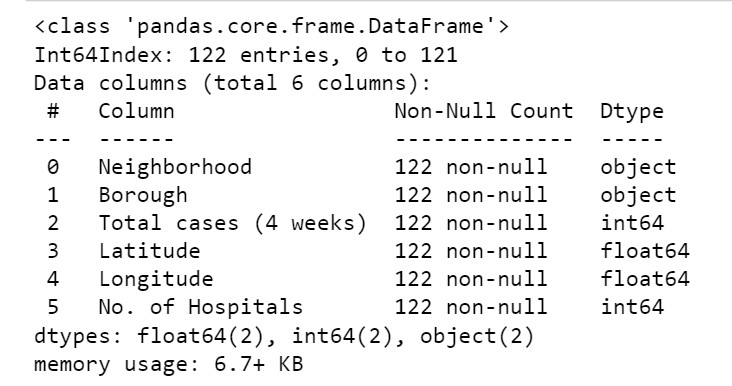 <class 'pandas.core.frame.DataFrame'>
Int64Index: 122 entries, 0 to 121
Data columns (total 6 columns):
 #   Column                  Non-Null Count  Dtype
---  ------                  --------------  -----
 0   Neighborhood            122 non-null    object
 1   Borough                 122 non-null    object
 2   Total cases (4 weeks)   122 non-null    int64
 3   Latitude                122 non-null    float64
 4   Longitude               122 non-null    float64
 5   No. of Hospitals        122 non-null    int64
dtypes: float64(2), int64(2), object(2)
memory usage: 6.7+ KB